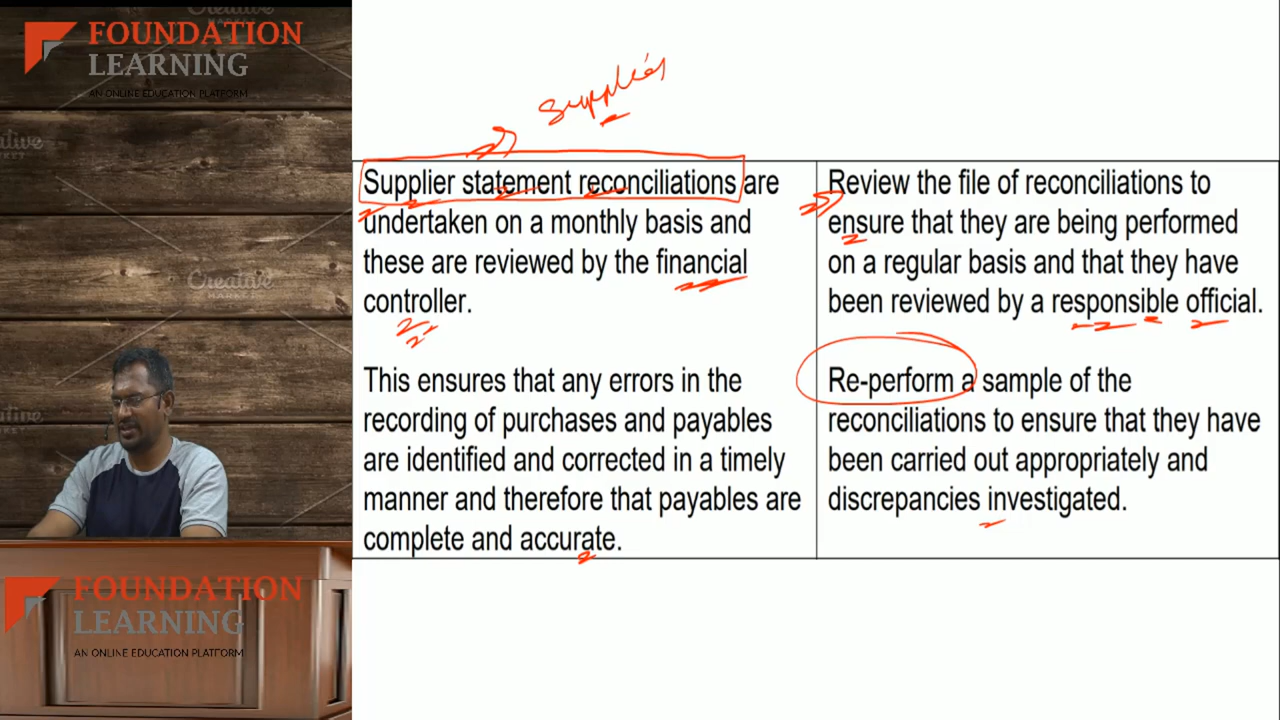 FOUNDATION
LEARNING
AN ONLINE EDUCATION PLATFORM
Supplier
Supplier statement reconciliations are
undertaken on a monthly basis and
these are reviewed by the financial
controller.
This ensures that any errors in the
recording of purchases and payables
are identified and corrected in a timely
manner and therefore that payables are
complete and accurate.
Review the file of reconciliations to
ensure that they are being performed
on a regular basis and that they have
been reviewed by a responsible official.
Re-perform a sample of the
reconciliations to ensure that they have
been carried out appropriately and
discrepancies investigated.
Creative
MARKET
FOUNDATION
LEARNING
AN ONLINE EDUCATION PLATFORM